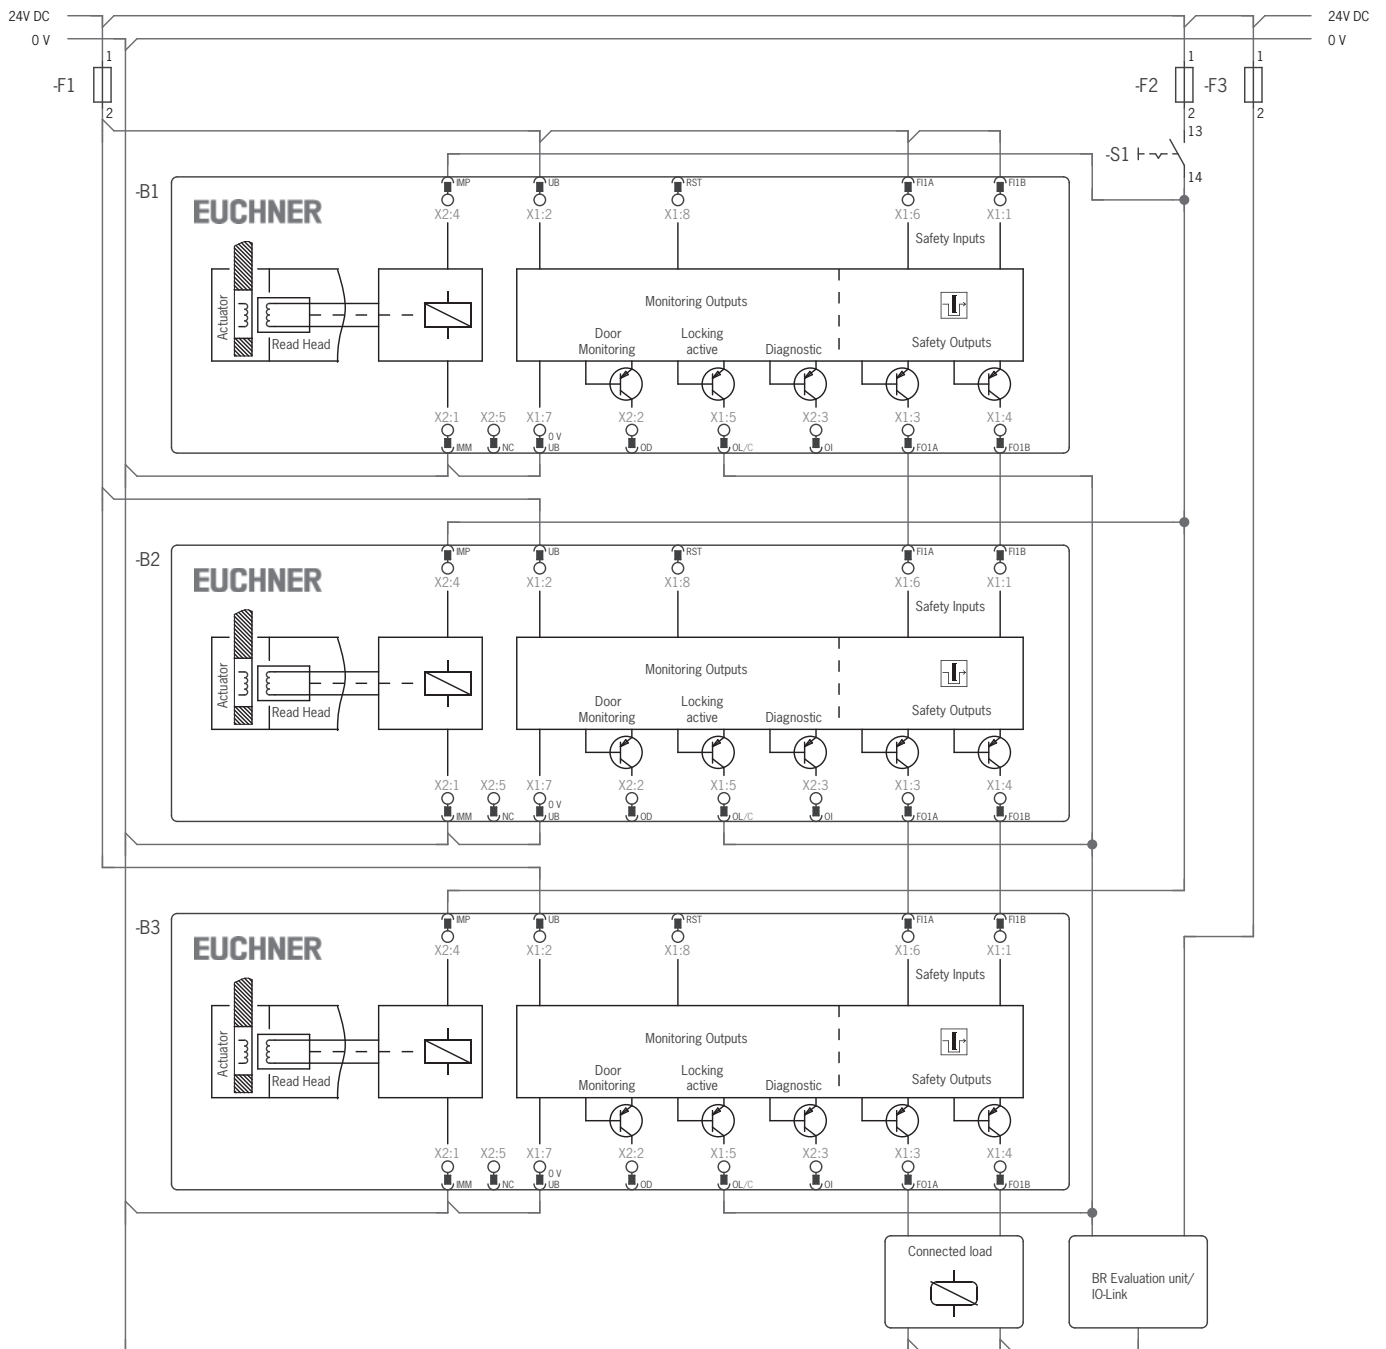 24V DC
24V DC
0 V
0 V
1
1
1
-F1
-F2
-F3
2
2
2
13
-S1
14
-B1
IMP
UB
RST
FI1A
FI1B
EUCHNER
X2:4
X1:2
X1:8
X1:6
X1:1
Safety Inputs
Actuator
Read Head
Monitoring Outputs
Door
Monitoring
Locking
active
Diagnostic
Safety Outputs
X2:1
X2:5
X1:7
X2:2
X1:5
X2:3
X1:3
X1:4
0 V
IMM
NC
UB
OD
OL/C
OI
FO1A
FO1B
-B2
IMP
UB
RST
FI1A
FI1B
EUCHNER
X2:4
X1:2
X1:8
X1:6
X1:1
Safety Inputs
Actuator
Read Head
Monitoring Outputs
Door
Monitoring
Locking
active
Diagnostic
Safety Outputs
X2:1
X2:5
X1:7
X2:2
X1:5
X2:3
X1:3
X1:4
0 V
IMM
NC
UB
OD
OL/C
OI
FO1A
FO1B
-B3
IMP
UB
RST
FI1A
FI1B
EUCHNER
X2:4
X1:2
X1:8
X1:6
X1:1
Safety Inputs
Actuator
Read Head
Monitoring Outputs
Door
Monitoring
Locking
active
Diagnostic
Safety Outputs
X2:1
X2:5
X1:7
X2:2
X1:5
X2:3
X1:3
X1:4
0 V
IMM
NC
UB
OD
OL/C
OI
FO1A
FO1B
Connected load
BR Evaluation unit/
IO-Link